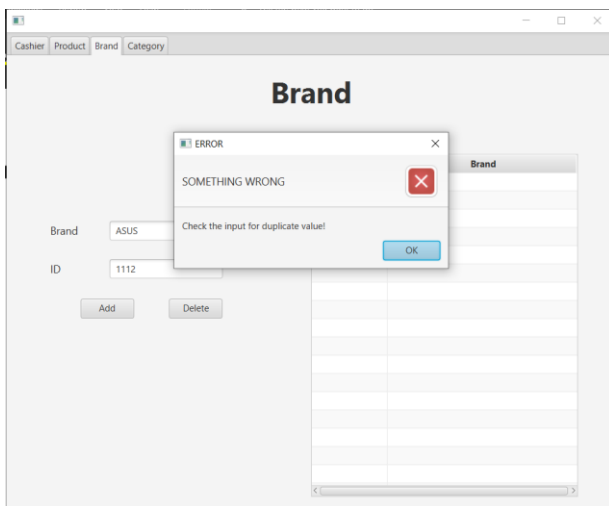 Cashier Product Brand Category
Brand
ERROR
SOMETHING WRONG
Check the input for duplicate value!
OK
Brand
Brand ASUS
ID 1112
Add Delete